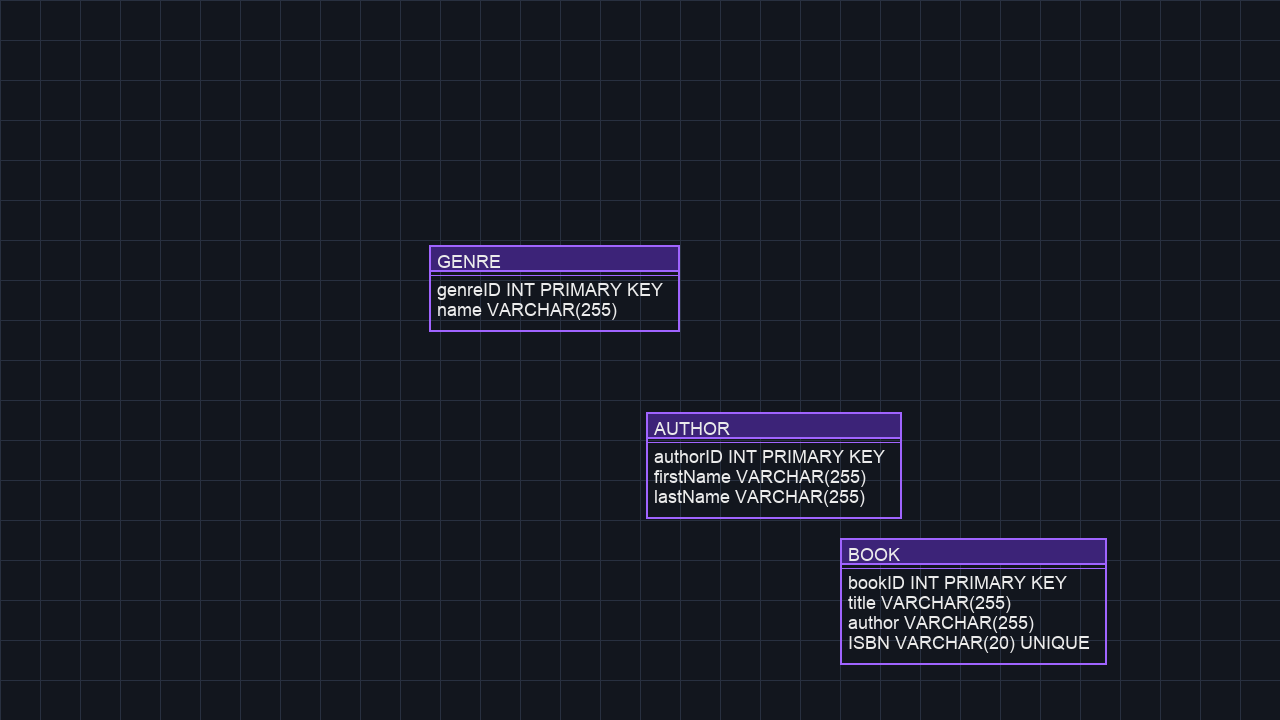 GENRE
genreID INT PRIMARY KEY
name VARCHAR(255)
AUTHOR
authorID INT PRIMARY KEY
firstName VARCHAR(255)
lastName VARCHAR(255)
BOOK
bookID INT PRIMARY KEY
title VARCHAR(255)
author VARCHAR(255)
ISBN VARCHAR(20) UNIQUE